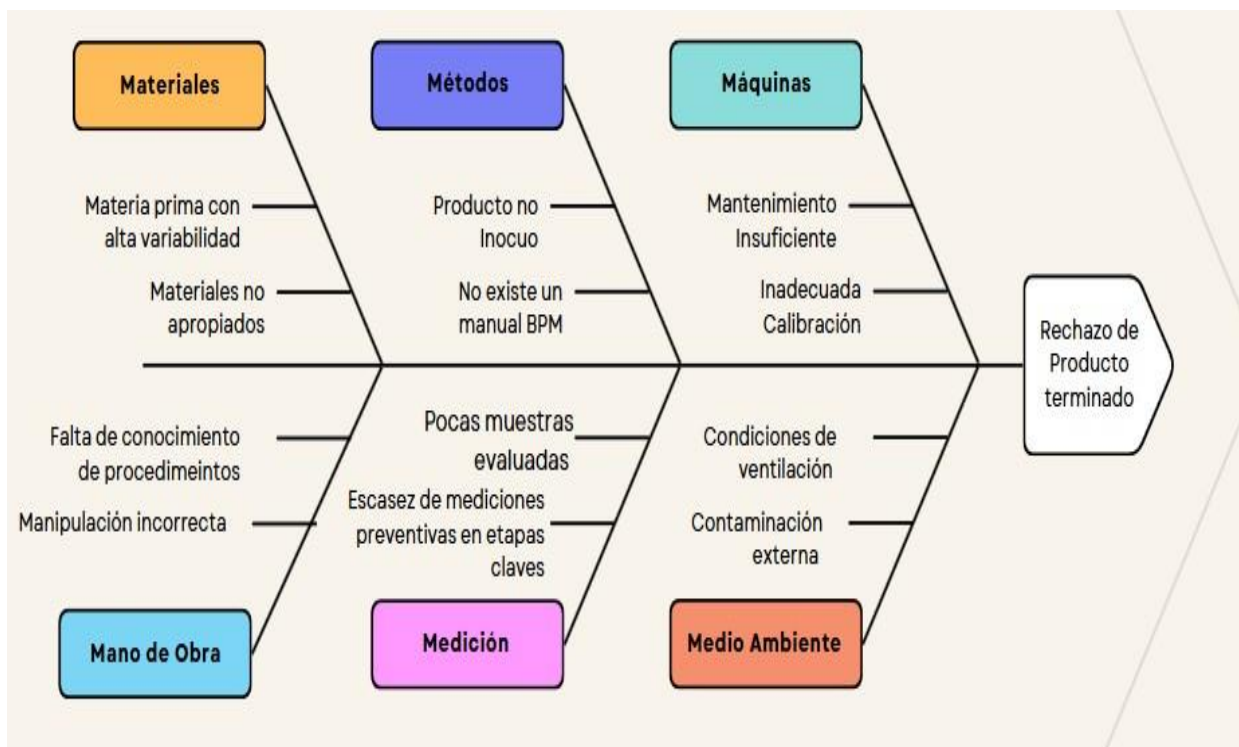 Materiales
Métodos
Máquinas
Materia prima con
alta variabilidad
Materiales no
apropiados
Producto no
Inocuo
No existe un
manual BPM
Mantenimiento
Insuficiente
Inadecuada
Calibración
Rechazo de
Producto
terminado
Falta de conocimiento
de procedimeintos
Manipulación incorrecta
Pocas muestras
evaluadas
Escasez de mediciones
preventivas en etapas
claves
Condiciones de
ventilación
Contaminación
externa
Mano de Obra
Medición
Medio Ambiente